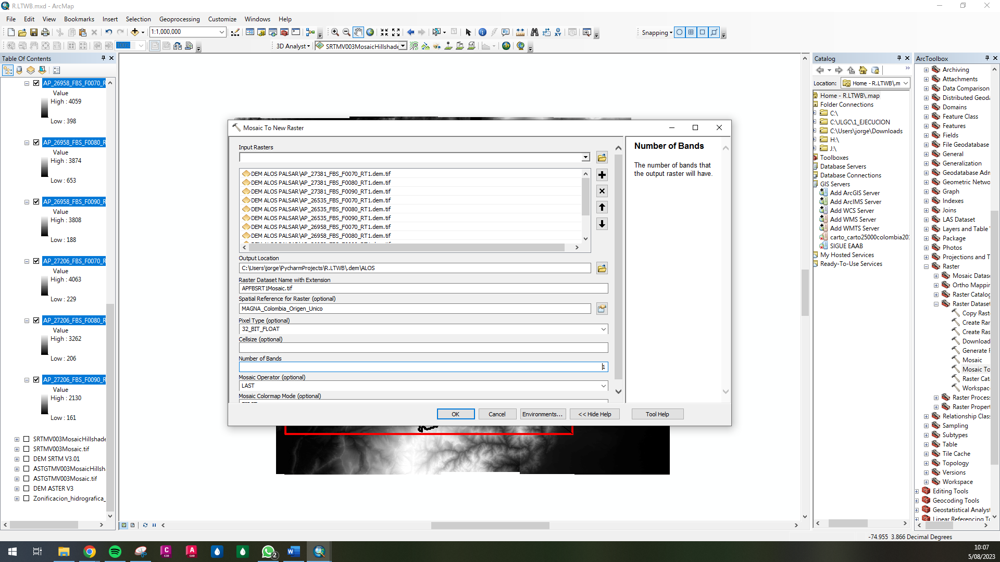 R.LTWB.mxd - ArcMap
File Edit View Bookmarks Insert Selection Geoprocessing Customize Windows Help
1:1,000,000
Snapping
100%
3D Analyst
SRTMV003MosaicHillshade
Table Of Contents
AP_26958_FBS_F0070_R
Value
High : 4059
Low : 398
AP_26958_FBS_F0080_R
Value
High : 3874
Low : 653
AP_26958_FBS_F0090_R
Value
High : 3808
Low : 188
AP_27206_FBS_F0070_R
Value
High : 4063
Low : 229
AP_27206_FBS_F0080_R
Value
High : 3262
Low : 206
AP_27206_FBS_F0090_R
Value
High : 2130
Low : 161
SRTMV003MosaicHillshade
SRTMV003Mosaic.tif
DEM SRTM V3.01
ASTGTMV003MosaicHillsh
ASTGTMV003Mosaic.tif
DEM ASTER V3
Zonificacion_hidrografica_
Mosaic To New Raster
Input Rasters
DEM ALOS PALSAR\AP_27381_FBS_F0070_RT1.dem.tif
DEM ALOS PALSAR\AP_27381_FBS_F0080_RT1.dem.tif
DEM ALOS PALSAR\AP_27381_FBS_F0090_RT1.dem.tif
DEM ALOS PALSAR\AP_26535_FBS_F0070_RT1.dem.tif
DEM ALOS PALSAR\AP_26535_FBS_F0080_RT1.dem.tif
DEM ALOS PALSAR\AP_26535_FBS_F0090_RT1.dem.tif
DEM ALOS PALSAR\AP_26958_FBS_F0070_RT1.dem.tif
DEM ALOS PALSAR\AP_26958_FBS_F0080_RT1.dem.tif
Output Location
C:\Users\jorge\PycharmProjects\R.LTWB\.dem\ALOS
Raster Dataset Name with Extension
APFBSRT1Mosaic.tif
Spatial Reference for Raster (optional)
MAGNA_Colombia_Origen_Unico
Pixel Type (optional)
32_BIT_FLOAT
Cellsize (optional)
Number of Bands
1
Mosaic Operator (optional)
LAST
Mosaic Colormap Mode (optional)
OK
Cancel
Environments...
<< Hide Help
Tool Help
Number of Bands
The number of bands that
the output raster will have.
Catalog
Location: Home - R.LTWB\.m
Home - R.LTWB\.map
Folder Connections
C:\
C:\JLGC\1_EJECUCION
C:\Users\jorge\Downloads
H:\
J:\
Toolboxes
Database Servers
Database Connections
GIS Servers
Add ArcGIS Server
Add ArcIMS Server
Add WCS Server
Add WMS Server
Add WMTS Server
carto_carto25000colombia20
SIGUE EAAB
My Hosted Services
Ready-To-Use Services
ArcToolbox
Archiving
Attachments
Data Comparison
Distributed Geoda
Domains
Feature Class
Features
Fields
File Geodatabase
General
Generalization
Geodatabase Adm
Geometric Netwo
Graph
Indexes
Joins
LAS Dataset
Layers and Table
Package
Photos
Projections and T
Raster
Mosaic Datase
Ortho Mappin
Raster Catalog
Raster Dataset
Copy Rast
Create Ran
Create Ras
Download
Generate R
Mosaic
Mosaic To
Raster Cat
Workspac
Raster Proces
Raster Propert
Relationship Clas
Sampling
Subtypes
Table
Tile Cache
Topology
Versions
Workspace
Editing Tools
Geocoding Tools
Geostatistical Analyst
Linear Referencing To
-74.955 3.866 Decimal Degrees
2
10:07
5/08/2023